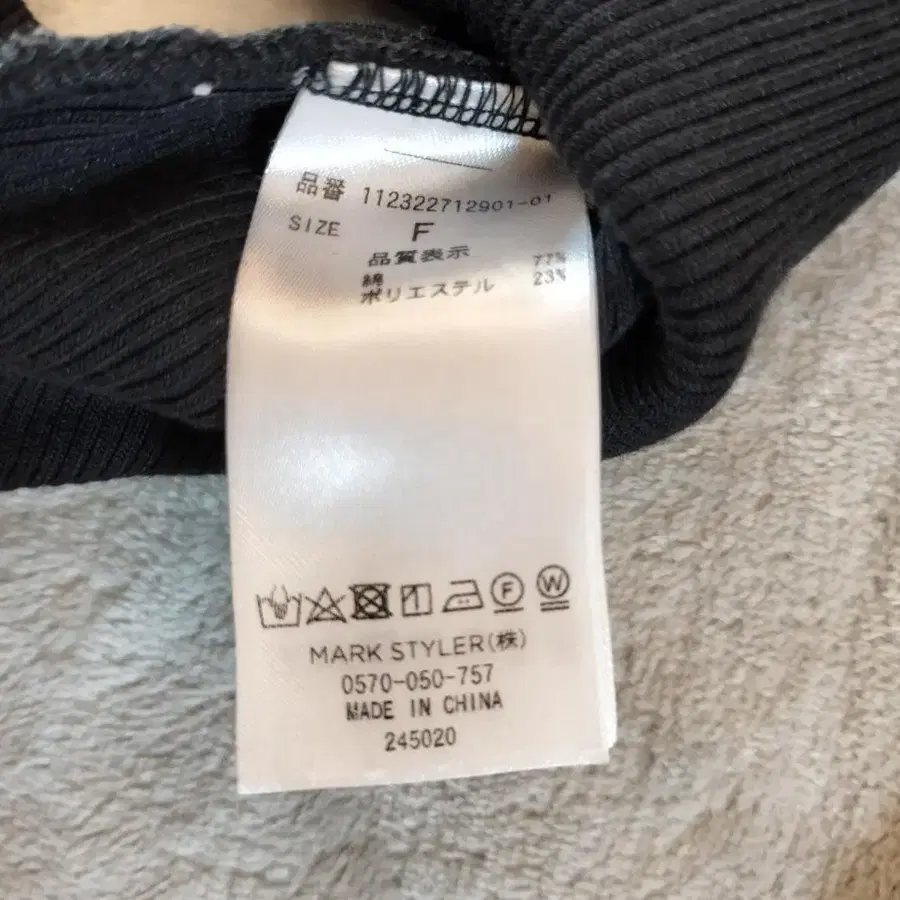 品番 112322712901-01
SIZE F
品質表示
綿 77%
ポリエステル 23%
F W
MARK STYLER(株)
0570-050-757
MADE IN CHINA
245020